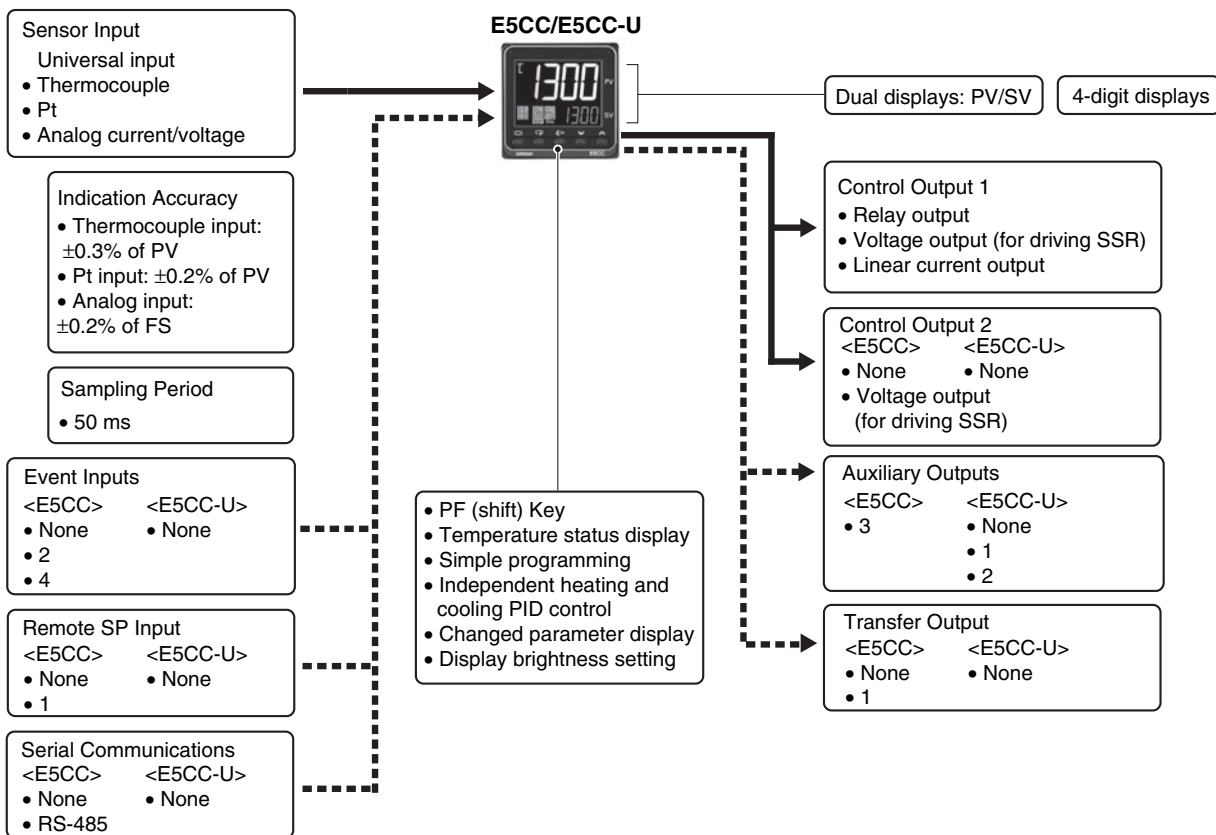 E5CC/E5CC-U
Sensor Input
Universal input
• Thermocouple
• Pt
• Analog current/voltage
1300
PV
1300
SV
OMRON
E5CC
Dual displays: PV/SV
4-digit displays
Indication Accuracy
• Thermocouple input:
±0.3% of PV
• Pt input: ±0.2% of PV
• Analog input:
±0.2% of FS
Sampling Period
• 50 ms
Event Inputs
<E5CC> <E5CC-U>
• None • None
• 2
• 4
Remote SP Input
<E5CC> <E5CC-U>
• None • None
• 1
Serial Communications
<E5CC> <E5CC-U>
• None • None
• RS-485
• PF (shift) Key
• Temperature status display
• Simple programming
• Independent heating and
cooling PID control
• Changed parameter display
• Display brightness setting
Control Output 1
• Relay output
• Voltage output (for driving SSR)
• Linear current output
Control Output 2
<E5CC> <E5CC-U>
• None • None
• Voltage output
(for driving SSR)
Auxiliary Outputs
<E5CC> <E5CC-U>
• 3 • None
• 1
• 2
Transfer Output
<E5CC> <E5CC-U>
• None • None
• 1